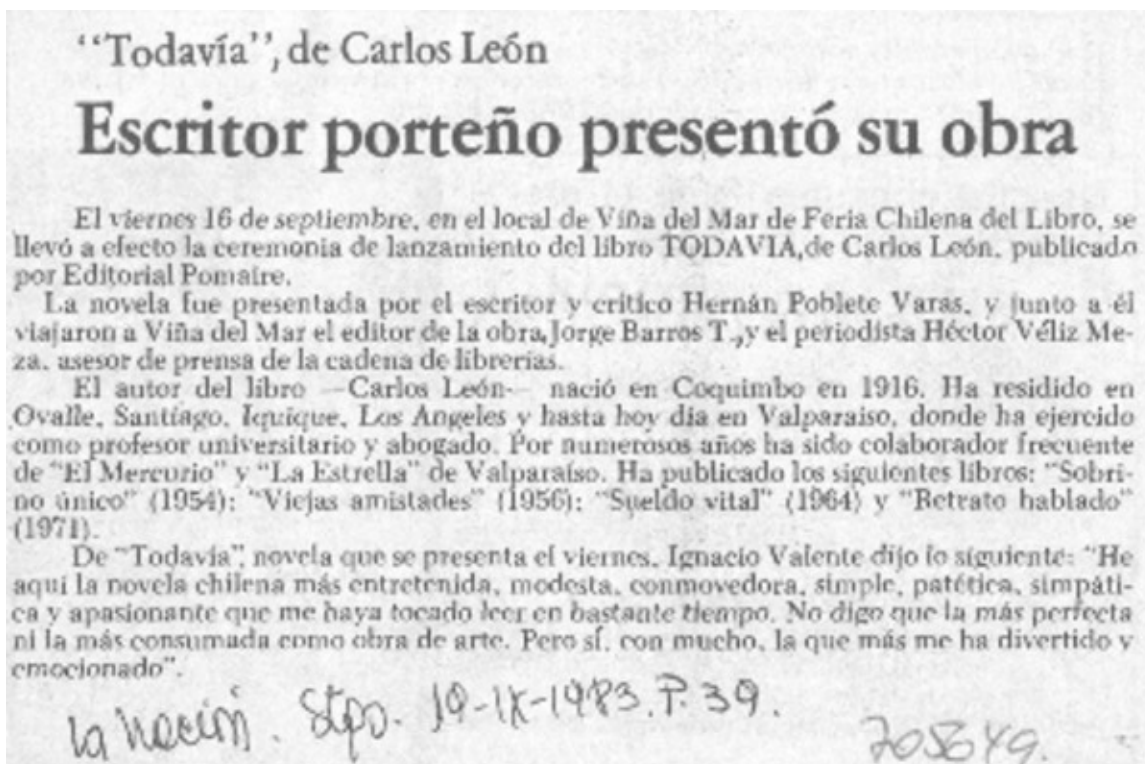 “Todavía”, de Carlos León
Escritor porteño presentó su obra
El viernes 16 de septiembre, en el local de Viña del Mar de Feria Chilena del Libro, se
llevó a efecto la ceremonia de lanzamiento del libro TODAVIA, de Carlos León, publicado
por Editorial Pomaire.
La novela fue presentada por el escritor y crítico Hernán Poblete Varas, y junto a él
viajaron a Viña del Mar el editor de la obra, Jorge Barros T., y el periodista Héctor Véliz Me-
za, asesor de prensa de la cadena de librerías.
El autor del libro —Carlos León— nació en Coquimbo en 1916. Ha residido en
Ovalle, Santiago, Iquique, Los Angeles y hasta hoy día en Valparaíso, donde ha ejercido
como profesor universitario y abogado. Por numerosos años ha sido colaborador frecuente
de “El Mercurio” y “La Estrella” de Valparaíso. Ha publicado los siguientes libros: “Sobri-
no único” (1954); “Viejas amistades” (1956); “Sueldo vital” (1964) y “Retrato hablado”
(1971).
De “Todavía”, novela que se presenta el viernes, Ignacio Valente dijo lo siguiente: “He
aquí la novela chilena más entretenida, modesta, conmovedora, simple, patética, simpáti-
ca y apasionante que me haya tocado leer en bastante tiempo. No digo que la más perfecta
ni la más consumada como obra de arte. Pero sí, con mucho, la que más me ha divertido y
emocionado”.
la Nación. Stgo. 19-IX-1983. P. 39.
705649.